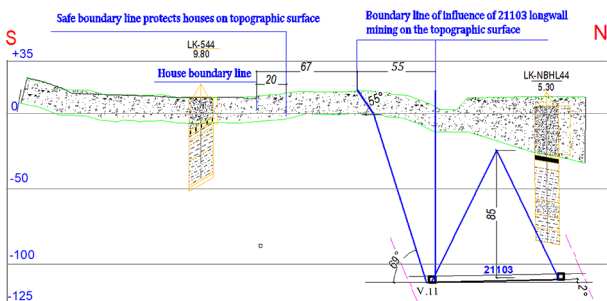 Safe boundary line protects houses on topographic surface
Boundary line of influence of 21103 longwall
mining on the topographic surface
S
N
+35
LK-544
9.80
House boundary line
67
55
20
LK-NBHL44
5.30
55°
0
-50
85
-100
69°
21103
2°
V.11
-125